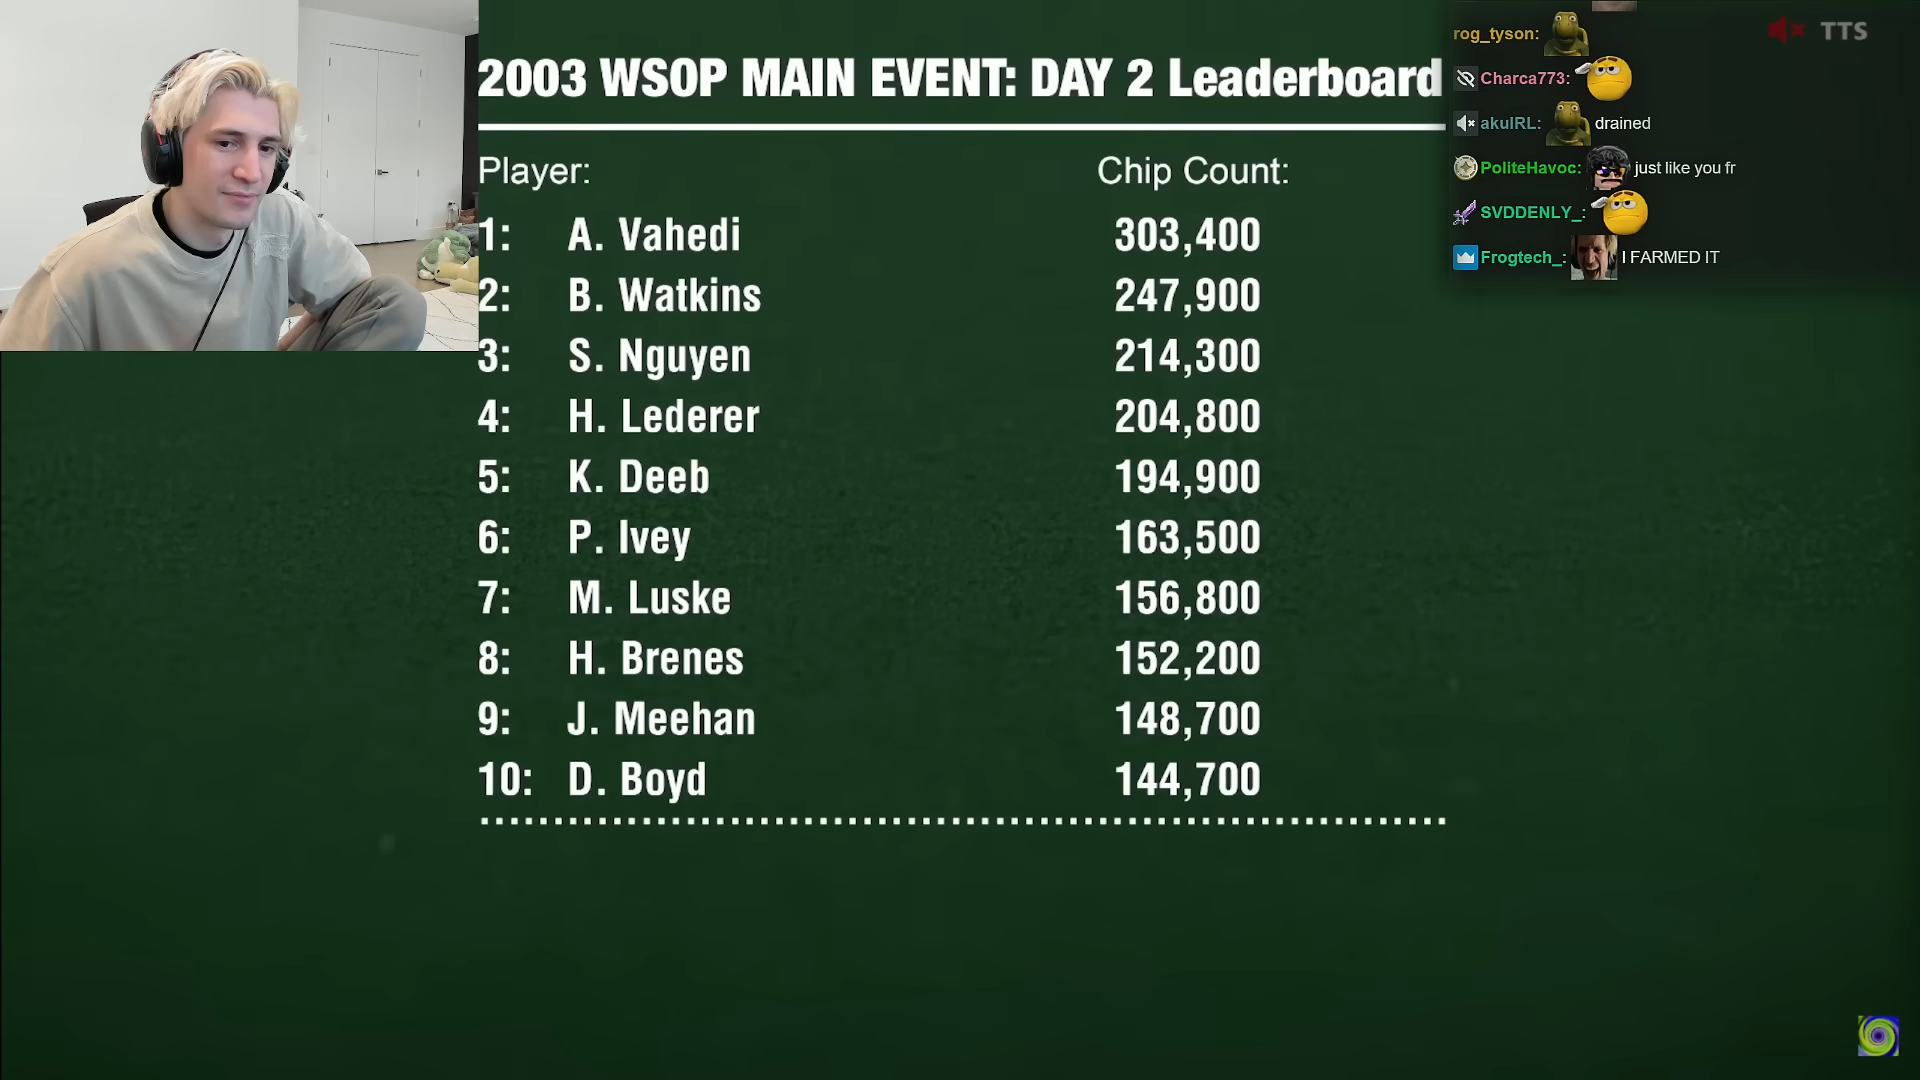 2003 WSOP MAIN EVENT: DAY 2 Leaderboard
Player: Chip Count:
1: A. Vahedi 303,400
2: B. Watkins 247,900
3: S. Nguyen 214,300
4: H. Lederer 204,800
5: K. Deeb 194,900
6: P. Ivey 163,500
7: M. Luske 156,800
8: H. Brenes 152,200
9: J. Meehan 148,700
10: D. Boyd 144,700
rog_tyson:
Charca773:
akuIRL: drained
PoliteHavoc: just like you fr
SVDDENLY_:
Frogtech_: I FARMED IT
TTS